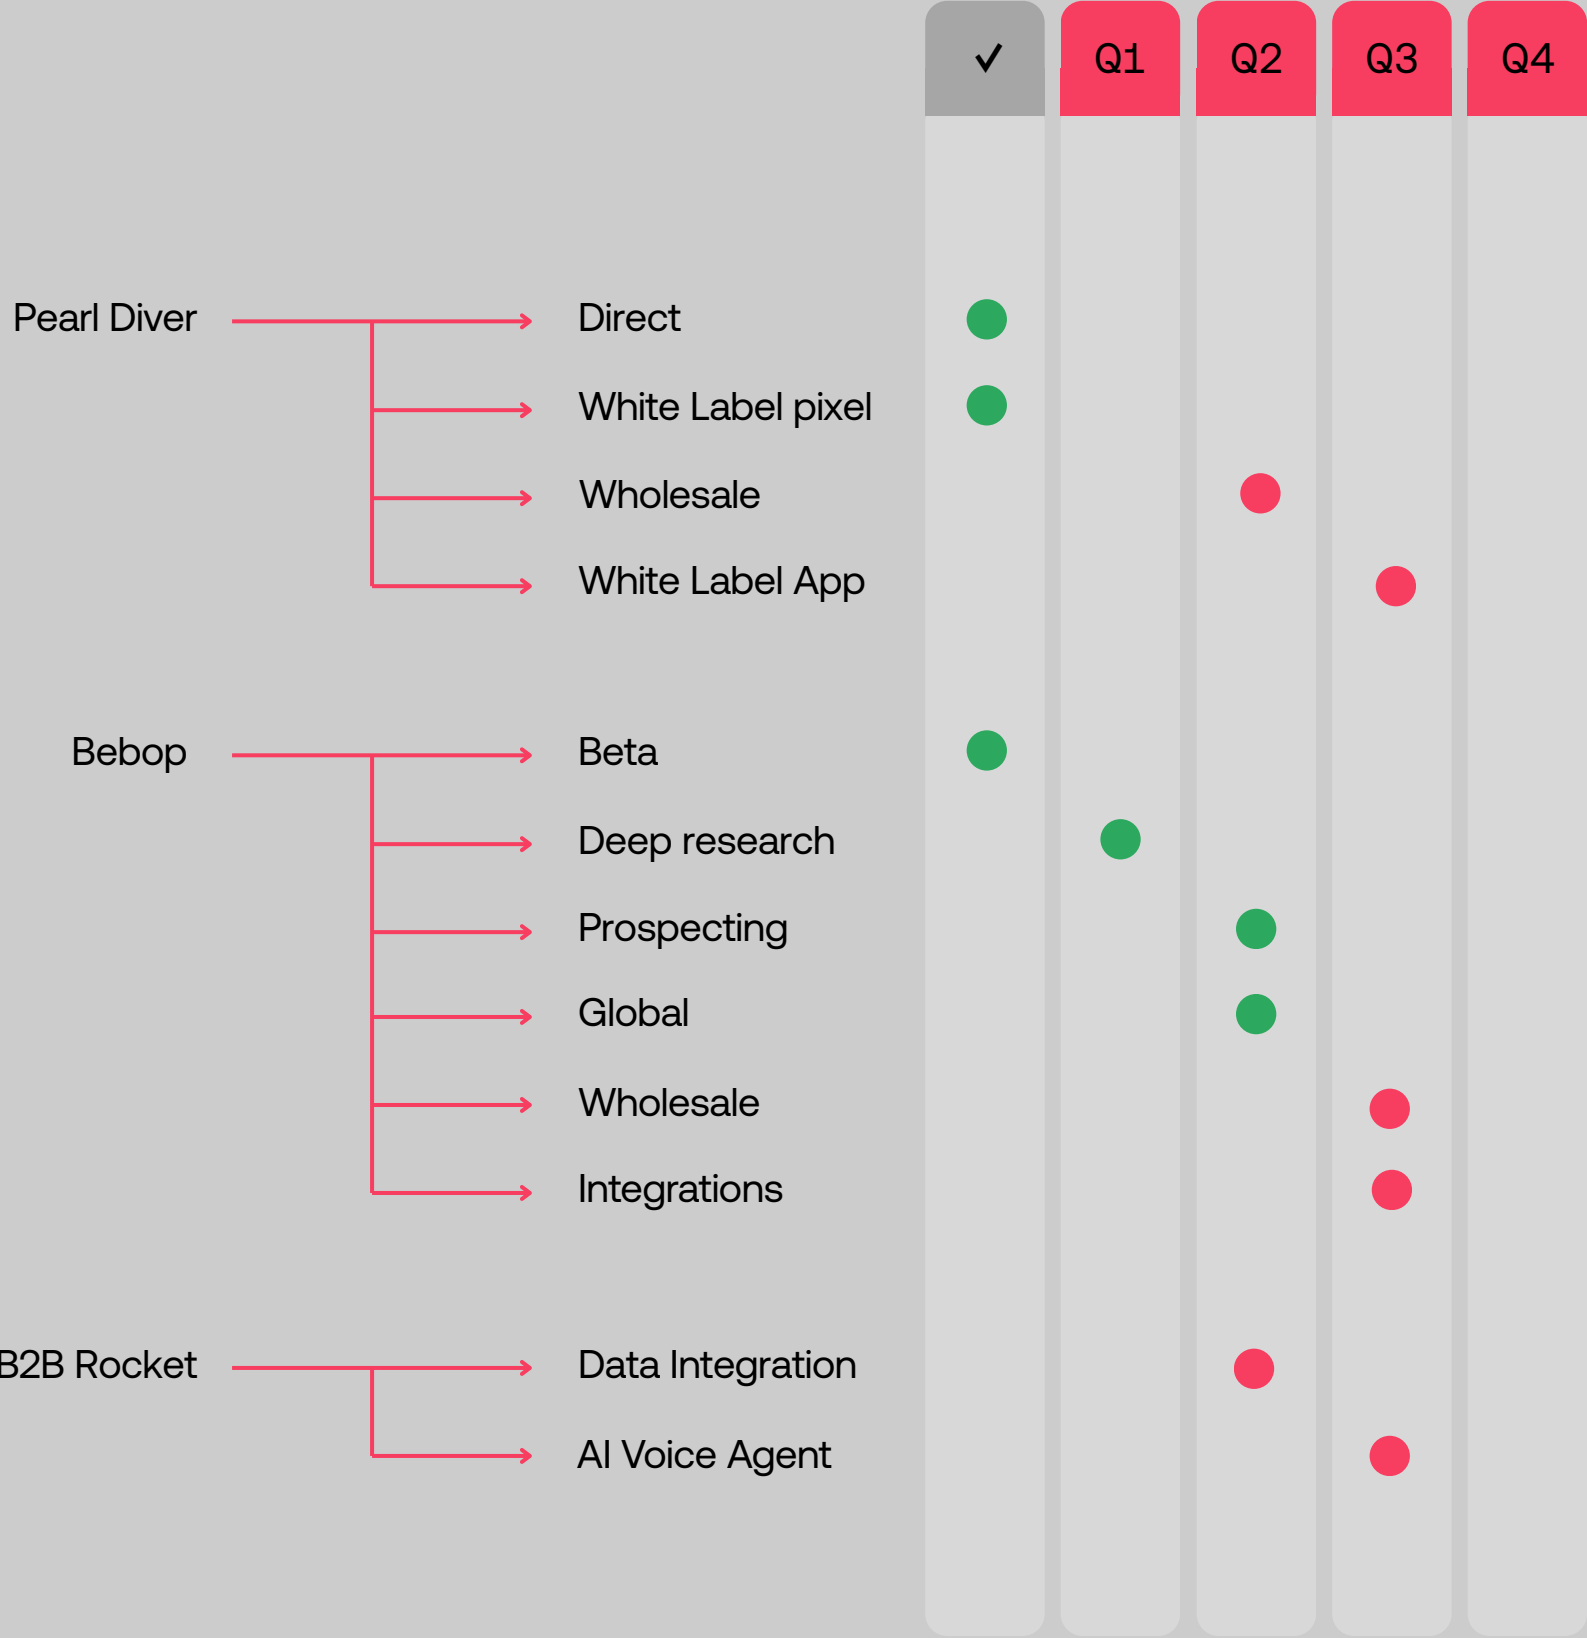 ✓ Q1 Q2 Q3 Q4
Pearl Diver Direct
White Label pixel
Wholesale
White Label App
Bebop Beta
Deep research
Prospecting
Global
Wholesale
Integrations
B2B Rocket Data Integration
AI Voice Agent